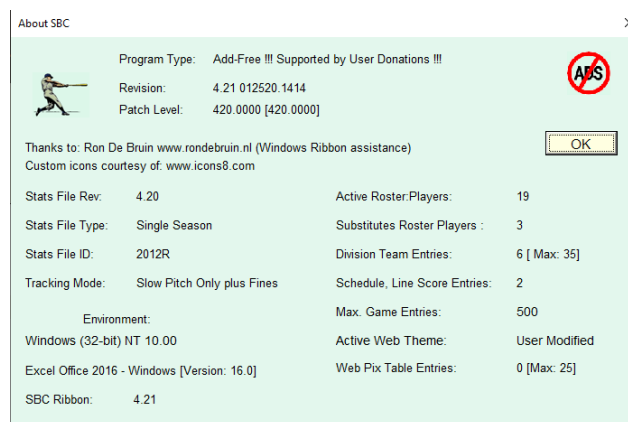 About SBC
Program Type: Add-Free !!! Supported by User Donations !!!
ADS
Revision: 4.21 012520.1414
Patch Level: 420.0000 [420.0000]
OK
Thanks to: Ron De Bruin www.rondebruin.nl (Windows Ribbon assistance)
Custom icons courtesy of: www.icons8.com
Stats File Rev: 4.20 Active Roster:Players: 19
Stats File Type: Single Season Substitutes Roster Players : 3
Stats File ID: 2012R Division Team Entries: 6 [ Max: 35]
Tracking Mode: Slow Pitch Only plus Fines Schedule, Line Score Entries: 2
Environment: Max. Game Entries: 500
Windows (32-bit) NT 10.00 Active Web Theme: User Modified
Excel Office 2016 - Windows [Version: 16.0] Web Pix Table Entries: 0 [Max: 25]
SBC Ribbon: 4.21